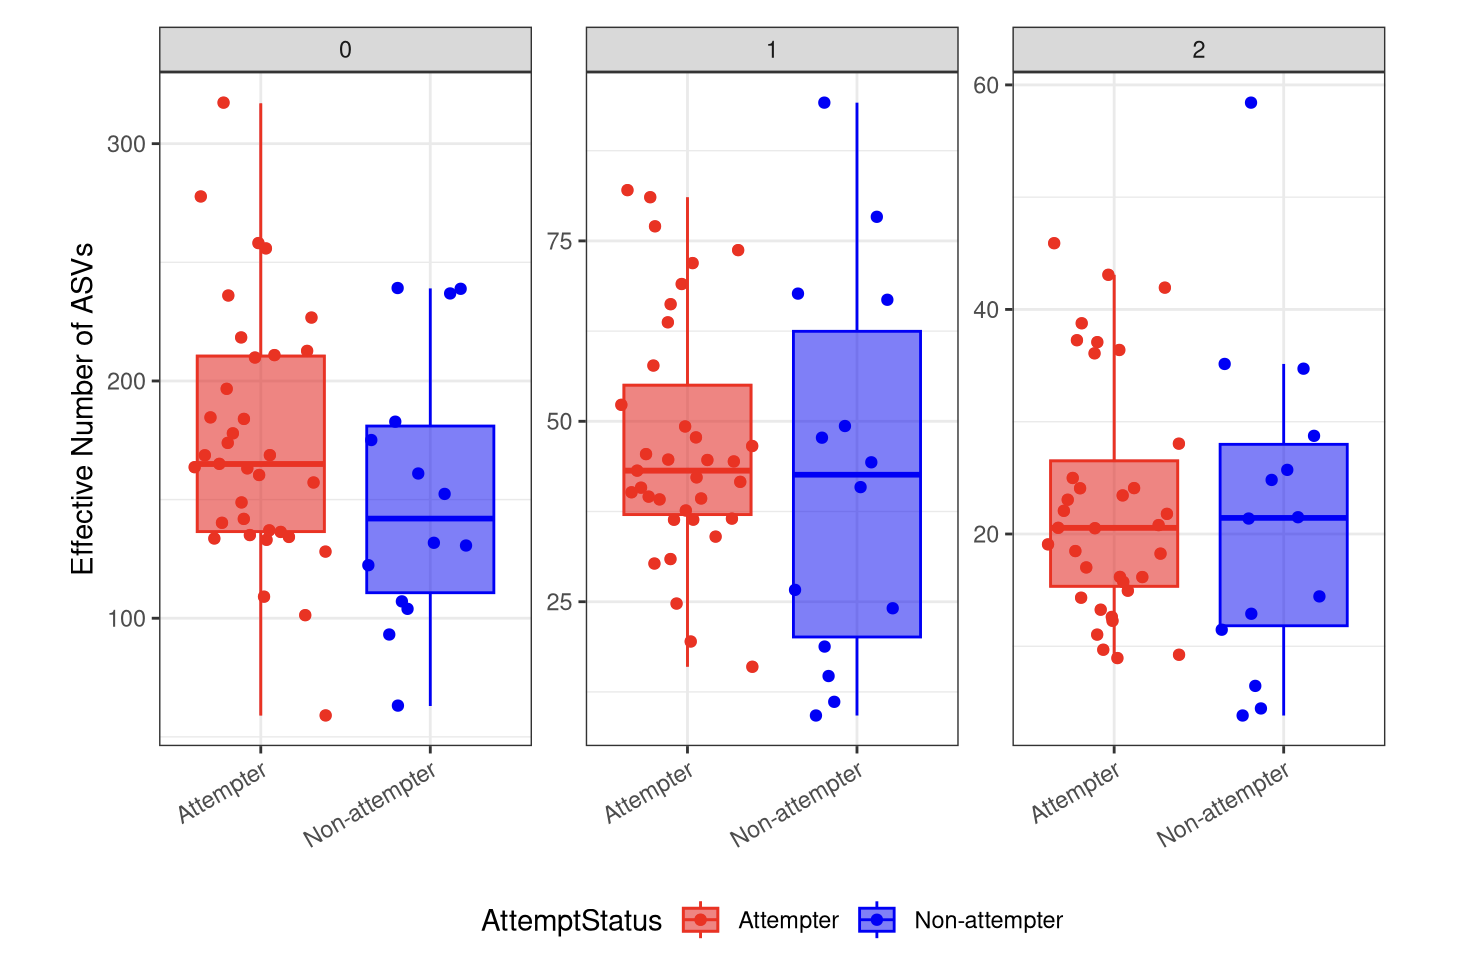 0
1
2
Effective Number of ASVs
300
200
100
75
50
25
60
40
20
Attempter
Non-attempter
Attempter
Non-attempter
Attempter
Non-attempter
AttemptStatus Attempter Non-attempter